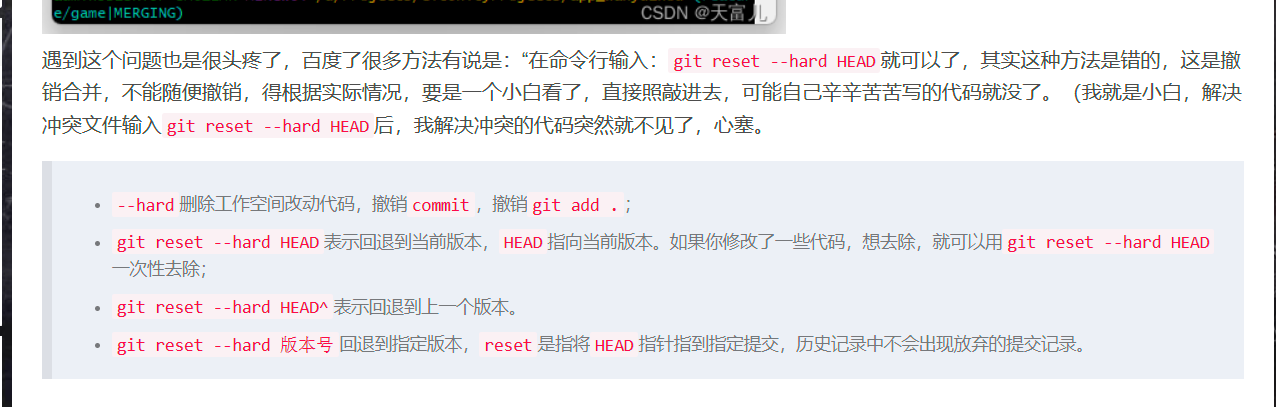 e/game|MERGING)
CSDN @天富儿
遇到这个问题也是很头疼了，百度了很多方法有说是：“在命令行输入：git reset --hard HEAD就可以了，其实这种方法是错的，这是撤
销合并，不能随便撤销，得根据实际情况，要是一个小白看了，直接照敲进去，可能自己辛辛苦苦写的代码就没了。（我就是小白，解决
冲突文件输入git reset --hard HEAD后，我解决冲突的代码突然就不见了，心塞。
• --hard 删除工作空间改动代码，撤销 commit ，撤销 git add . ；
• git reset --hard HEAD 表示回退到当前版本， HEAD 指向当前版本。如果你修改了一些代码，想去除，就可以用 git reset --hard HEAD
一次性去除；
• git reset --hard HEAD^ 表示回退到上一个版本。
• git reset --hard 版本号 回退到指定版本， reset 是指将 HEAD 指针指到指定提交，历史记录中不会出现放弃的提交记录。